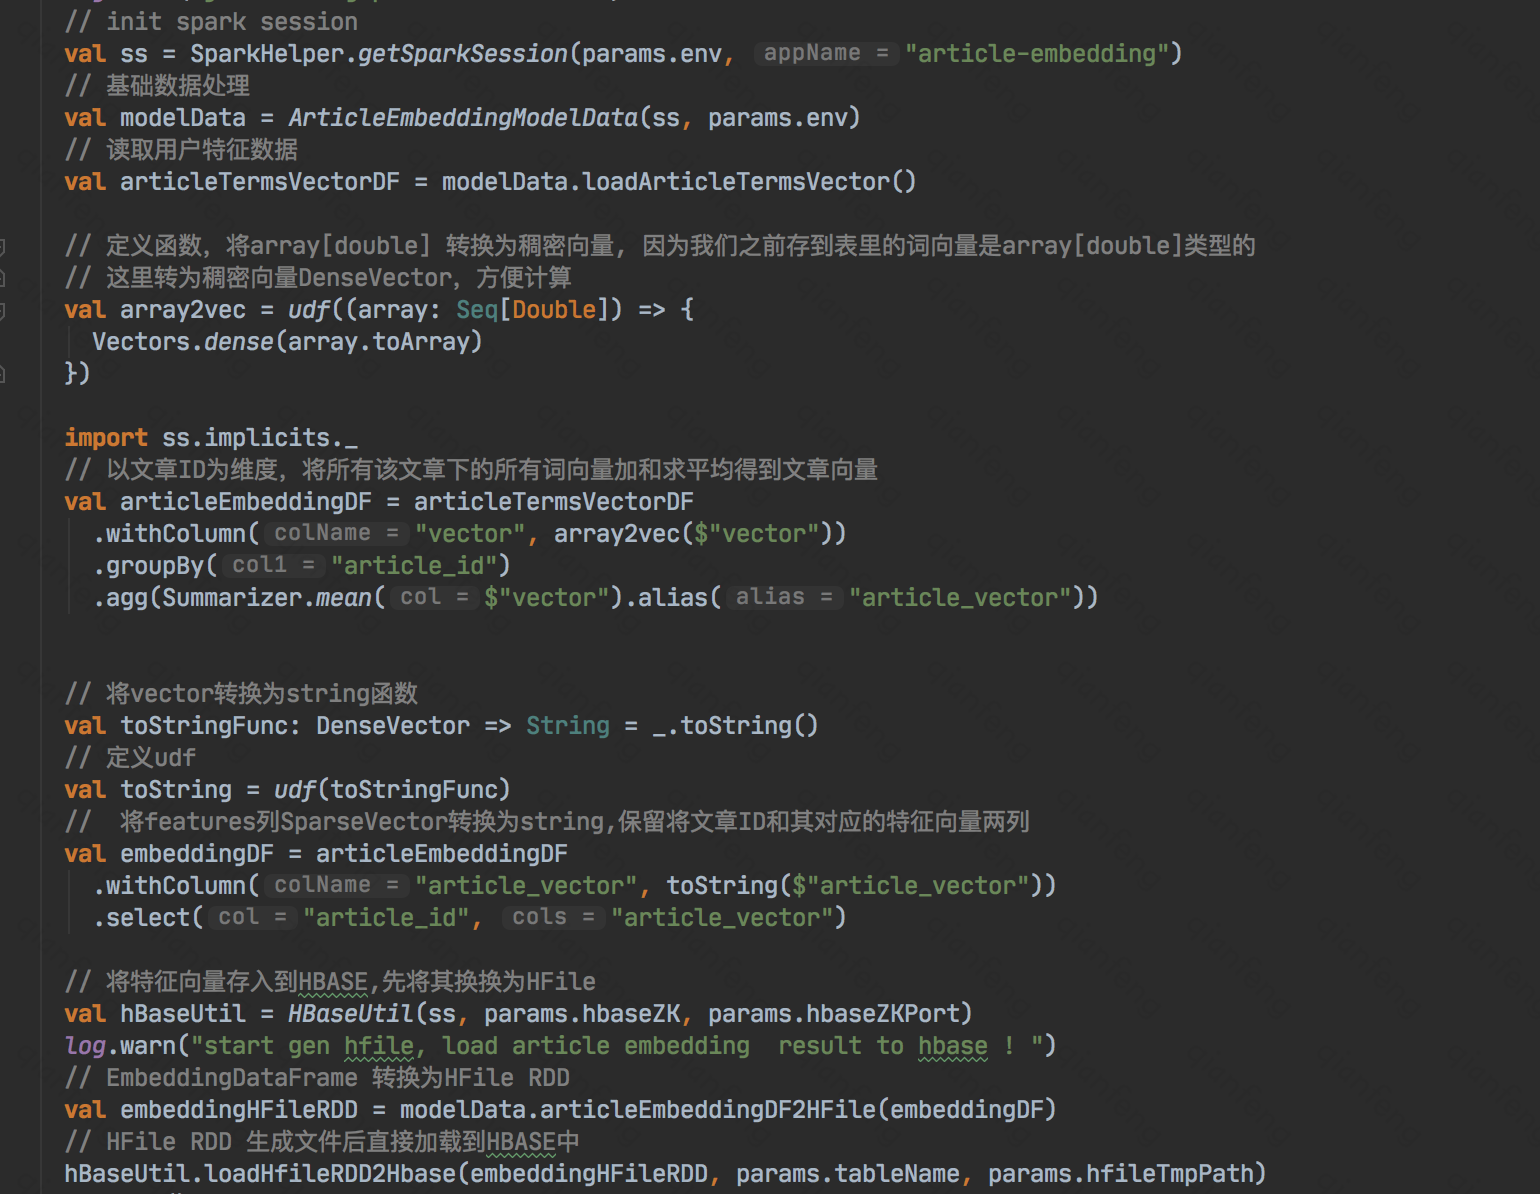 // init spark session
val ss = SparkHelper.getSparkSession(params.env, appName = "article-embedding")
// 基础数据处理
val modelData = ArticleEmbeddingModelData(ss, params.env)
// 读取用户特征数据
val articleTermsVectorDF = modelData.loadArticleTermsVector()
// 定义函数，将array[double] 转换为稠密向量, 因为我们之前存到表里的词向量是array[double]类型的
// 这里转为稠密向量DenseVector，方便计算
val array2vec = udf((array: Seq[Double]) => {
Vectors.dense(array.toArray)
})
import ss.implicits._
// 以文章ID为维度，将所有该文章下的所有词向量加和求平均得到文章向量
val articleEmbeddingDF = articleTermsVectorDF
.withColumn( colName = "vector", array2vec($"vector"))
.groupBy( col1 = "article_id")
.agg(Summarizer.mean( col = $"vector").alias( alias = "article_vector"))
// 将vector转换为string函数
val toStringFunc: DenseVector => String = _.toString()
// 定义udf
val toString = udf(toStringFunc)
//  将features列SparseVector转换为string,保留将文章ID和其对应的特征向量两列
val embeddingDF = articleEmbeddingDF
.withColumn( colName = "article_vector", toString($"article_vector"))
.select( col = "article_id", cols = "article_vector")
// 将特征向量存入到HBASE,先将其换换为HFile
val hBaseUtil = HBaseUtil(ss, params.hbaseZK, params.hbaseZKPort)
log.warn("start gen hfile, load article embedding  result to hbase ! ")
// EmbeddingDataFrame 转换为HFile RDD
val embeddingHFileRDD = modelData.articleEmbeddingDF2HFile(embeddingDF)
// HFile RDD 生成文件后直接加载到HBASE中
hBaseUtil.loadHfileRDD2Hbase(embeddingHFileRDD, params.tableName, params.hfileTmpPath)